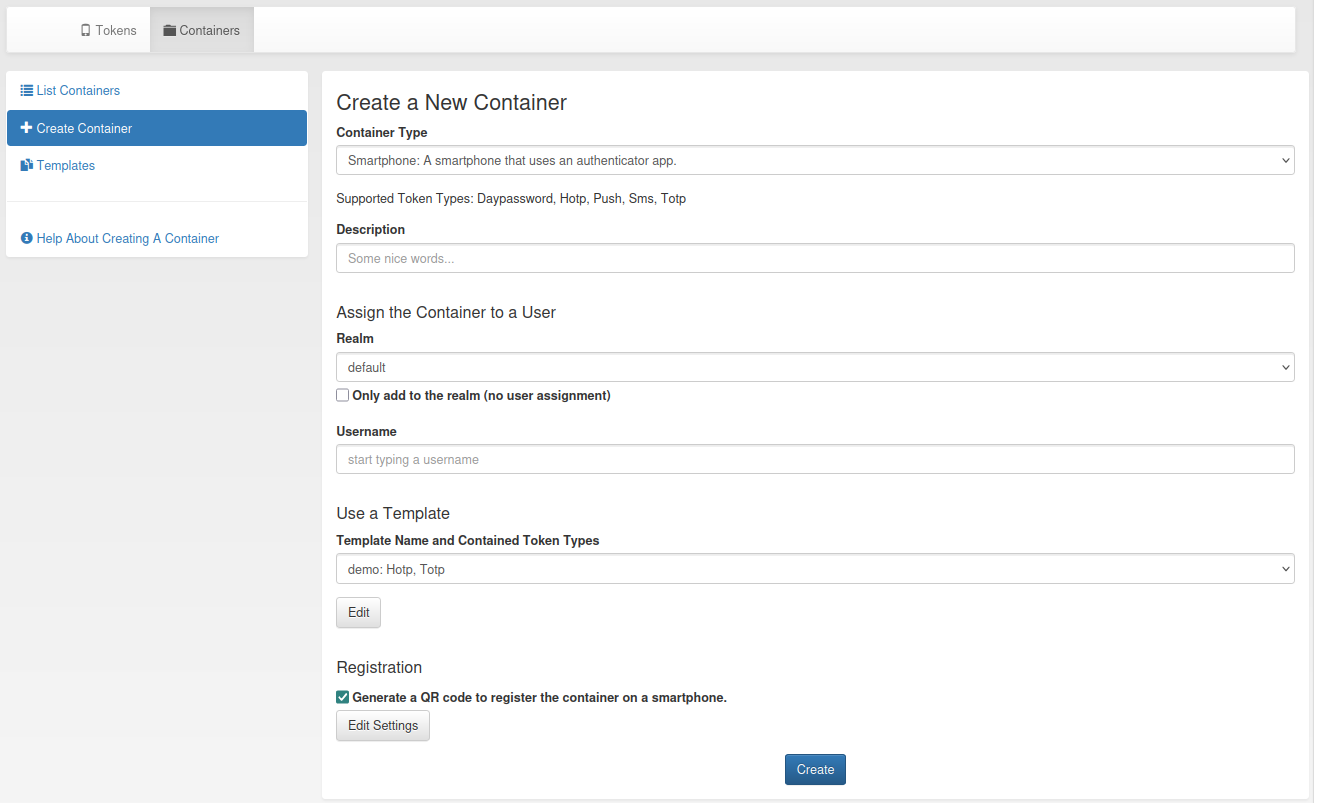 Tokens
Containers
List Containers
Create Container
Templates
Help About Creating A Container
Create a New Container
Container Type
Smartphone: A smartphone that uses an authenticator app.
Supported Token Types: Daypassword, Hotp, Push, Sms, Totp
Description
Some nice words...
Assign the Container to a User
Realm
default
Only add to the realm (no user assignment)
Username
start typing a username
Use a Template
Template Name and Contained Token Types
demo: Hotp, Totp
Edit
Registration
Generate a QR code to register the container on a smartphone.
Edit Settings
Create